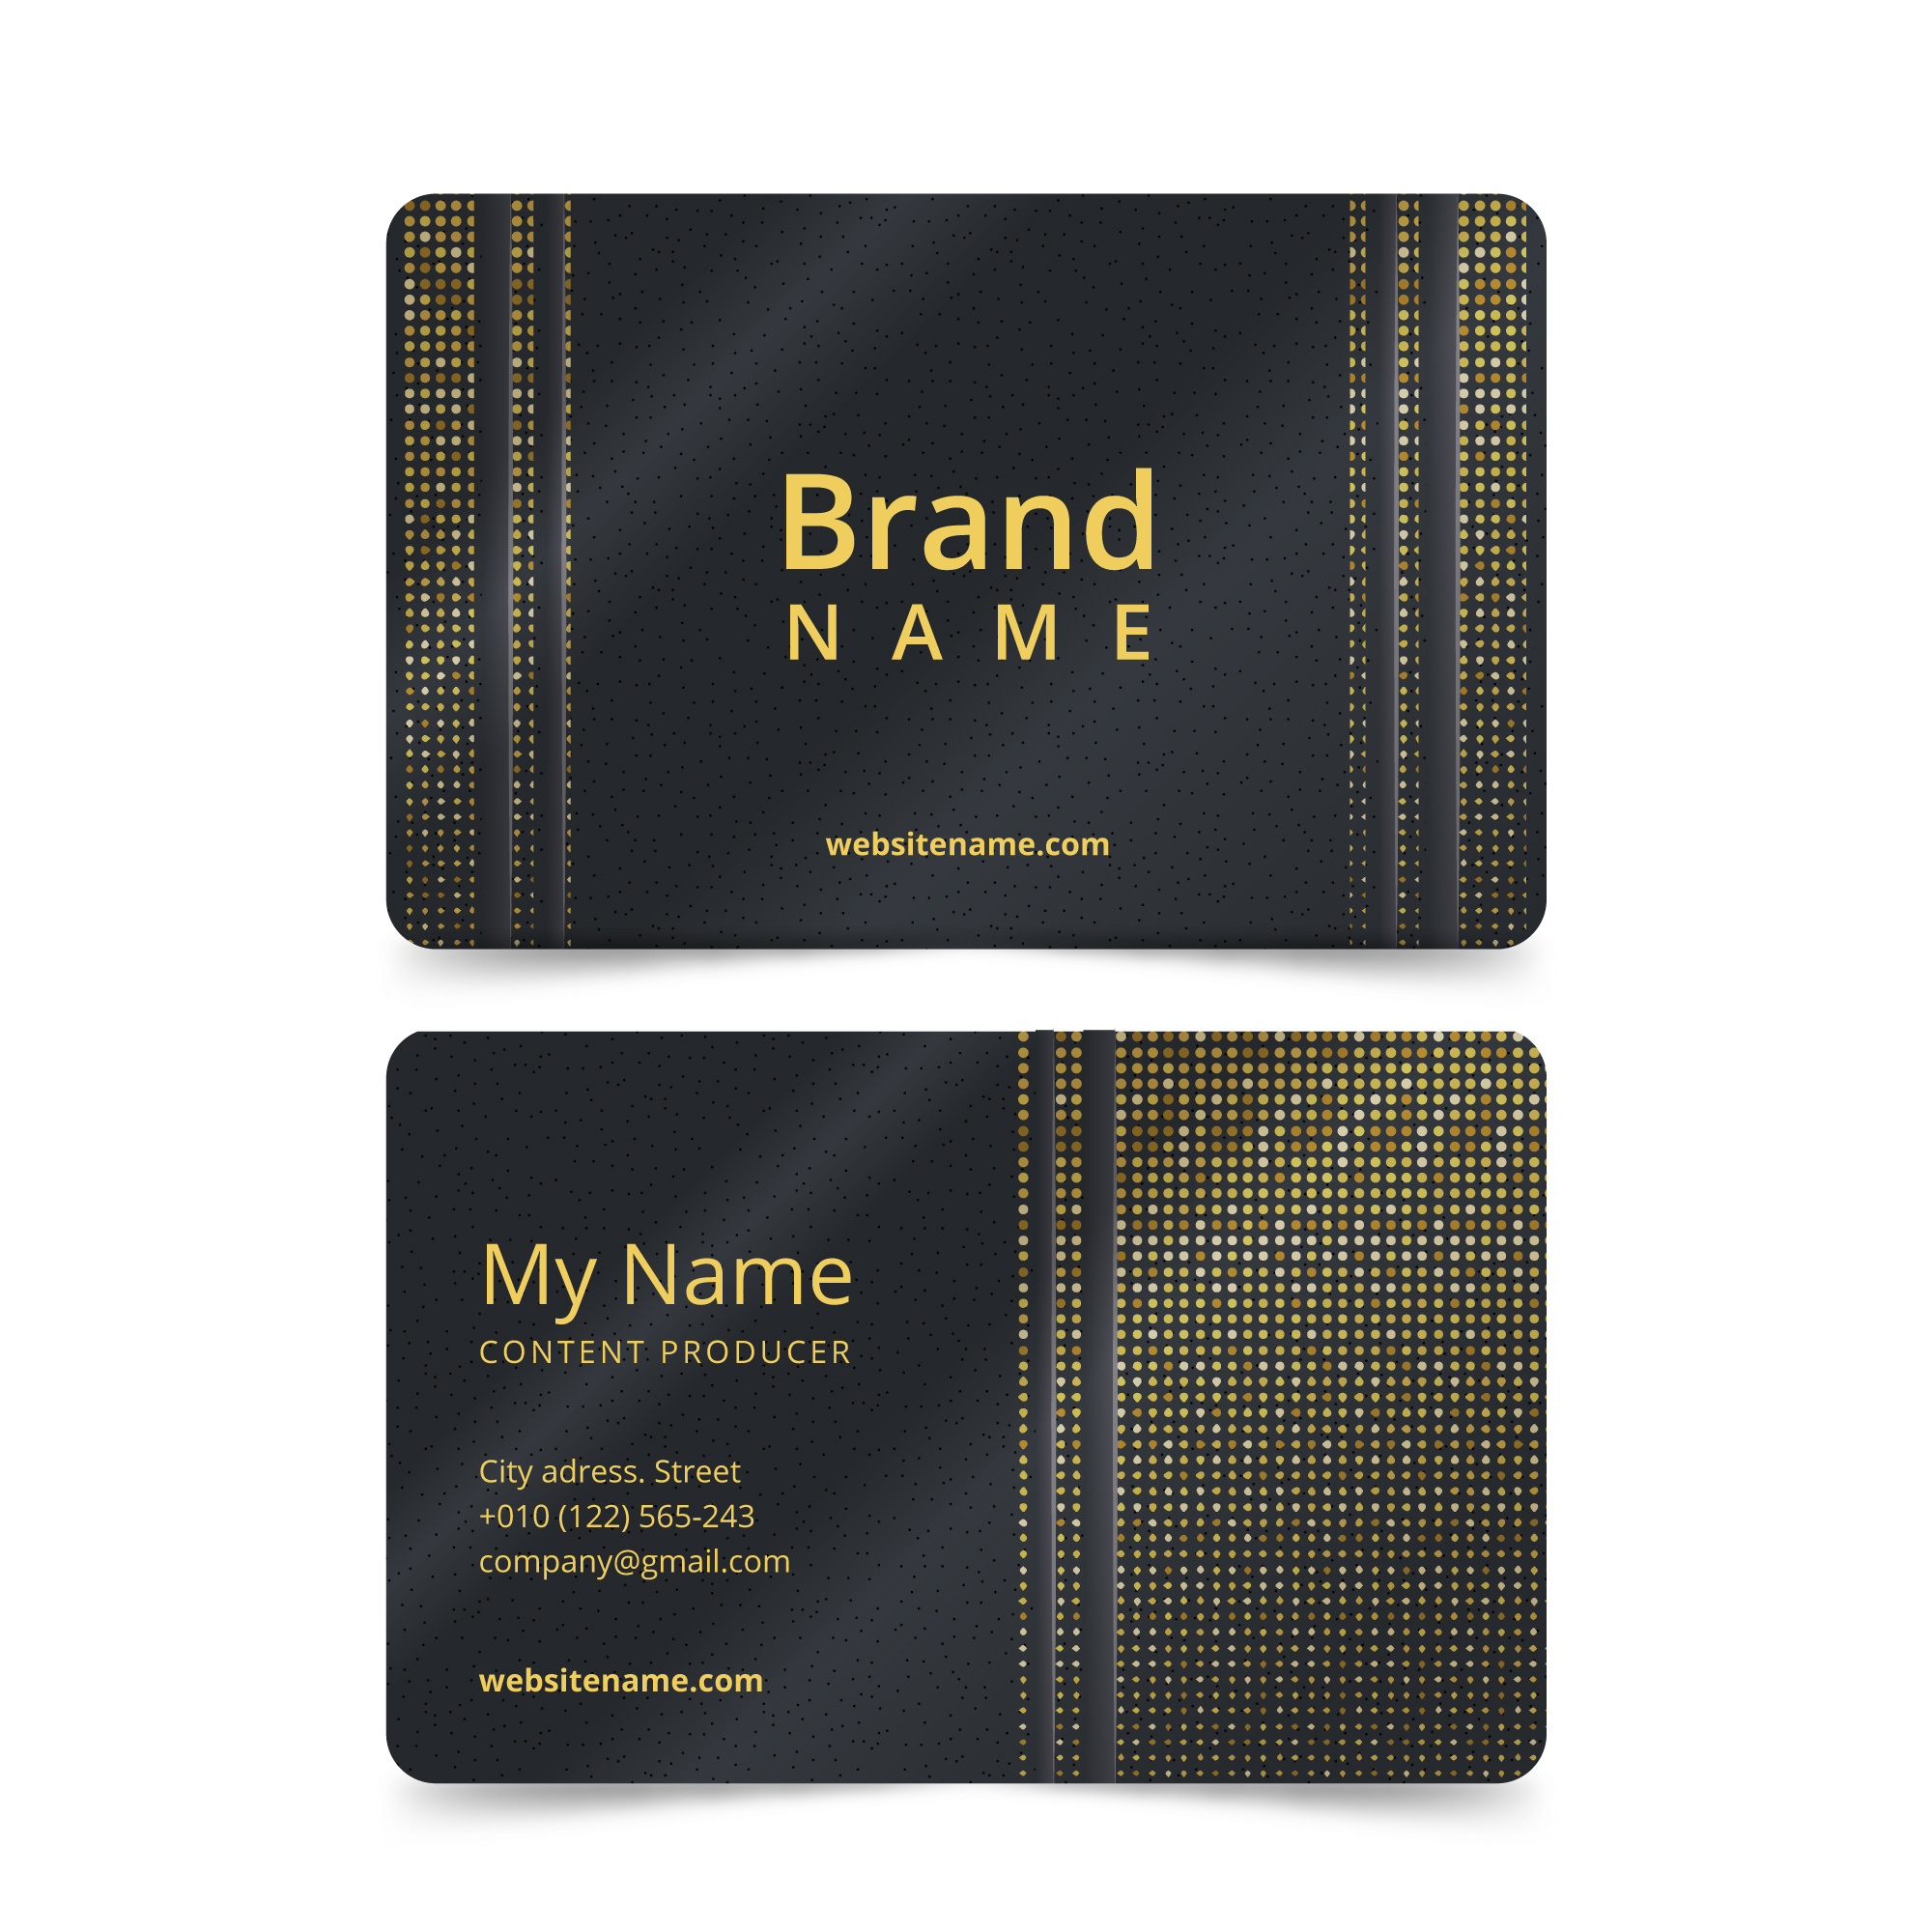 Brand
NAME
websitename.com
My Name
CONTENT PRODUCER
City adress. Street
+010 (122) 565-243
company@gmail.com
websitename.com